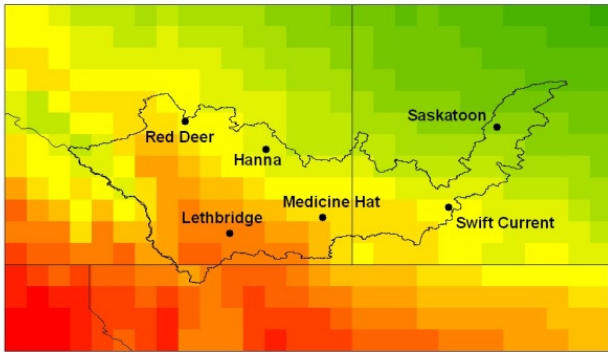 Saskatoon
Red Deer
Hanna
Medicine Hat
Lethbridge
Swift Current